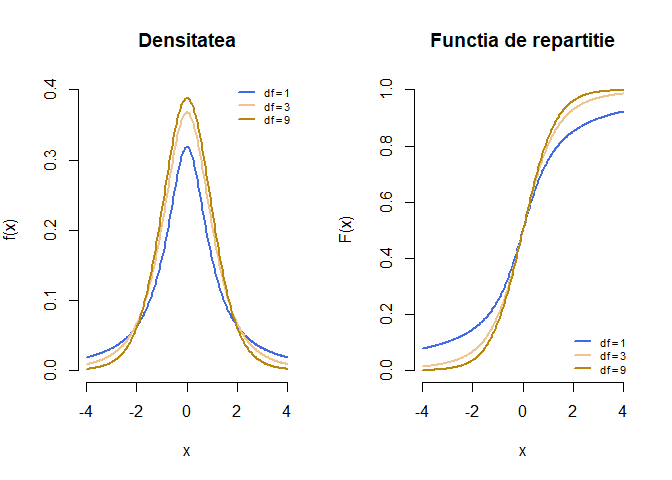 Densitatea
f(x)
0.4
0.3
0.2
0.1
0.0
df=1
df=3
df=9
-4 -2 0 2 4
x
Functia de repartitie
F(x)
1.0
0.8
0.6
0.4
0.2
0.0
df=1
df=3
df=9
-4 -2 0 2 4
x